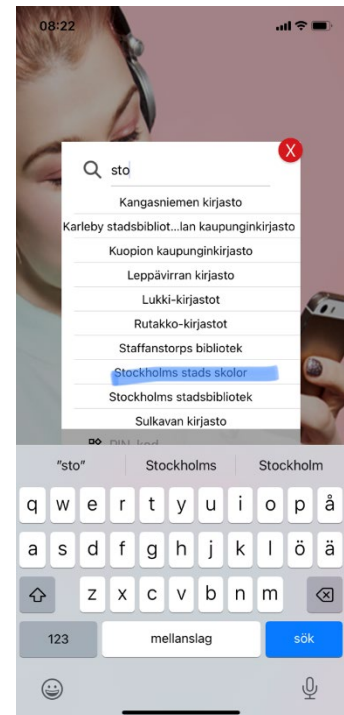 08:22
X
sto
Kangasniemen kirjasto
Karleby stadsbibliot...lan kaupunginkirjasto
Kuopion kaupunginkirjasto
Leppävirran kirjasto
Lukki-kirjastot
Rutakko-kirjastot
Staffanstorps bibliotek
Stockholms stads skolor
Stockholms stadsbibliotek
Sulkavan kirjasto
PIN-kod
"sto" Stockholms Stockholm
q w e r t y u i o p å
a s d f g h j k l ö ä
z x c v b n m
123 mellanslag sök